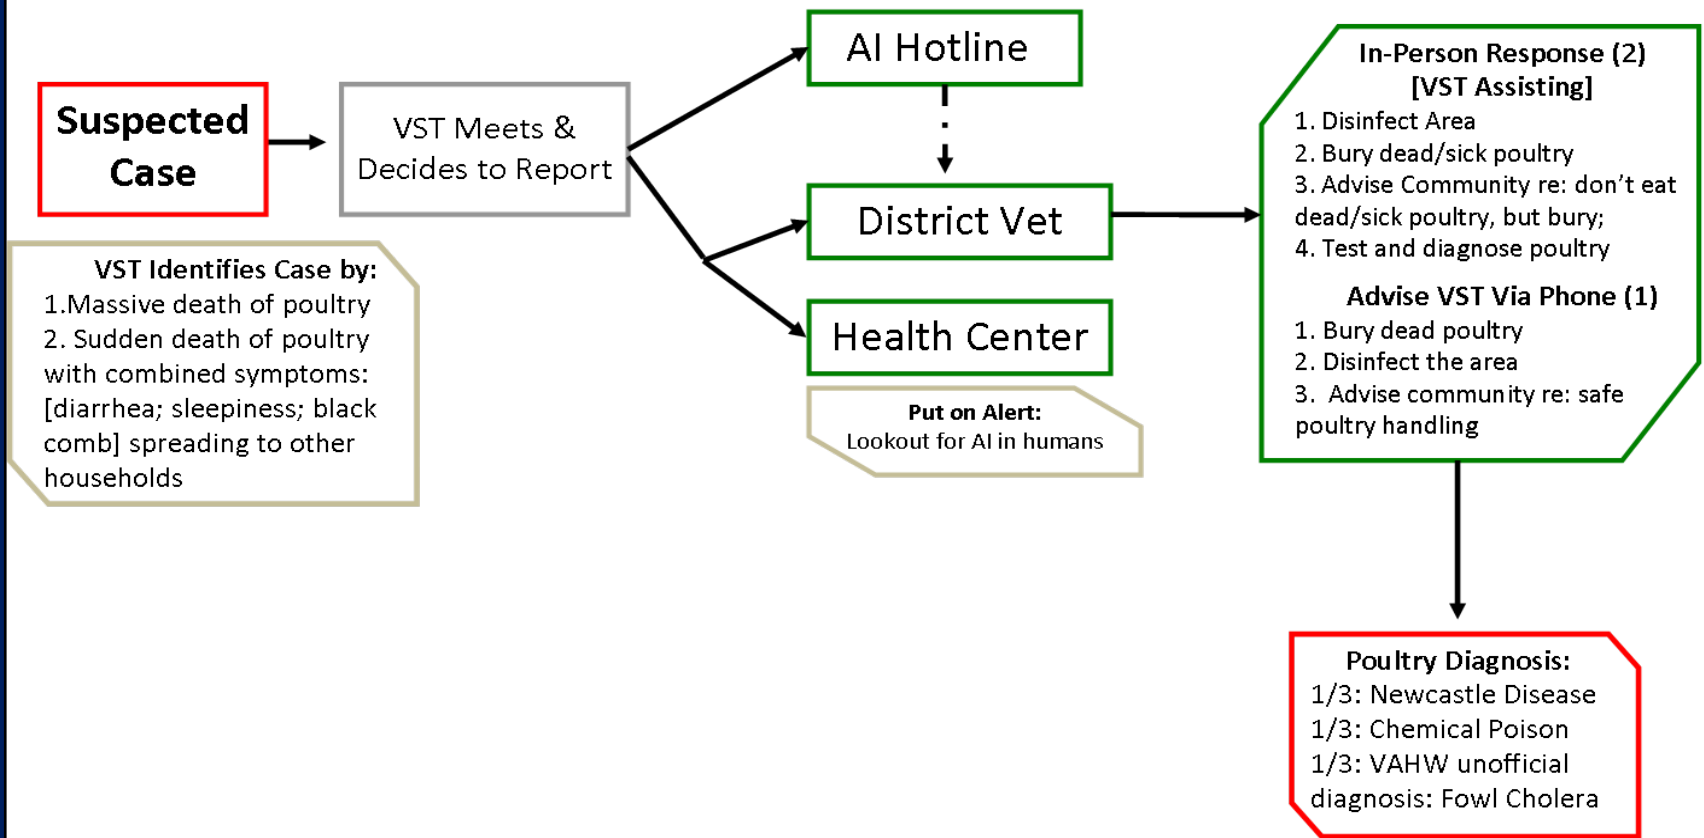 Suspected
Case
VST Meets &
Decides to Report
AI Hotline
District Vet
Health Center
Put on Alert:
Lookout for AI in humans
VST Identifies Case by:
1.Massive death of poultry
2. Sudden death of poultry
with combined symptoms:
[diarrhea; sleepiness; black
comb] spreading to other
households
In-Person Response (2)
[VST Assisting]
1. Disinfect Area
2. Bury dead/sick poultry
3. Advise Community re: don’t eat
dead/sick poultry, but bury;
4. Test and diagnose poultry
Advise VST Via Phone (1)
1. Bury dead poultry
2. Disinfect the area
3. Advise community re: safe
poultry handling
Poultry Diagnosis:
1/3: Newcastle Disease
1/3: Chemical Poison
1/3: VAHW unofficial
diagnosis: Fowl Cholera